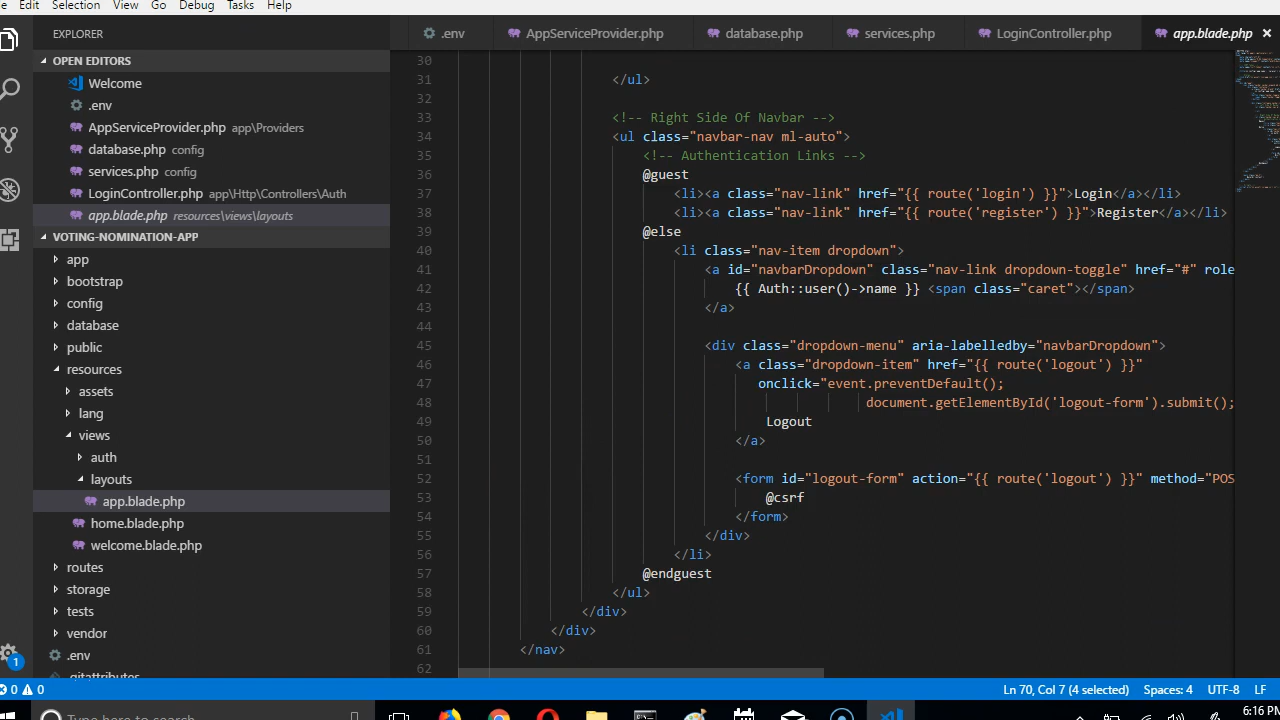 Edit Selection View Go Debug Tasks Help
EXPLORER
.env AppServiceProvider.php database.php services.php LoginController.php app.blade.php ×
OPEN EDITORS
Welcome
.env
AppServiceProvider.php app\Providers
database.php config
services.php config
LoginController.php app\Http\Controllers\Auth
app.blade.php resources\views\layouts
VOTING-NOMINATION-APP
app
bootstrap
config
database
public
resources
assets
lang
views
auth
layouts
app.blade.php
home.blade.php
welcome.blade.php
routes
storage
tests
vendor
.env
.gitattributes
1
30
31 </ul>
32
33 <!-- Right Side Of Navbar -->
34 <ul class="navbar-nav ml-auto">
35 <!-- Authentication Links -->
36 @guest
37 <li><a class="nav-link" href="{{ route('login') }}">Login</a></li>
38 <li><a class="nav-link" href="{{ route('register') }}">Register</a></li>
39 @else
40 <li class="nav-item dropdown">
41 <a id="navbarDropdown" class="nav-link dropdown-toggle" href="#" role
42 {{ Auth::user()->name }} <span class="caret"></span>
43 </a>
44
45 <div class="dropdown-menu" aria-labelledby="navbarDropdown">
46 <a class="dropdown-item" href="{{ route('logout') }}"
47 onclick="event.preventDefault();
48 document.getElementById('logout-form').submit();
49 Logout
50 </a>
51
52 <form id="logout-form" action="{{ route('logout') }}" method="POS
53 @csrf
54 </form>
55 </div>
56 </li>
57 @endguest
58 </ul>
59 </div>
60 </div>
61 </nav>
62
0 0 Ln 70, Col 7 (4 selected) Spaces: 4 UTF-8 LF
Type here to search 6:16 PM